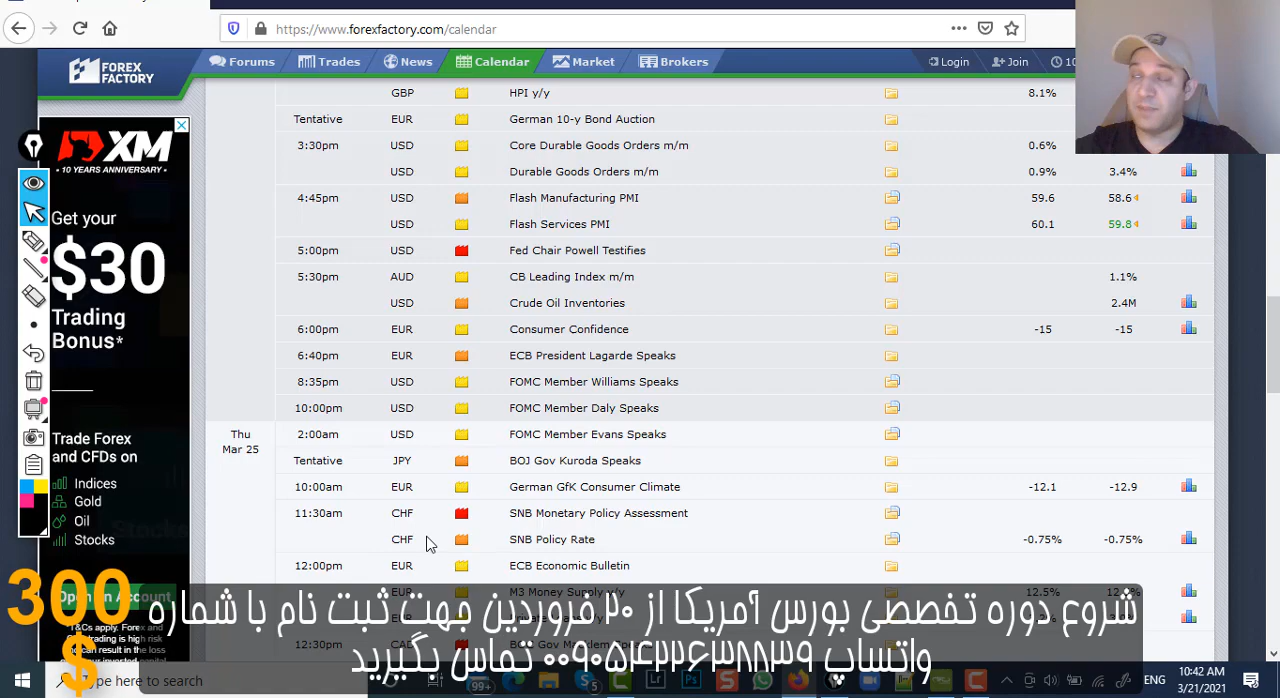 https://www.forexfactory.com/calendar
FOREX FACTORY
Forums Trades News Calendar Market Brokers Login Join
GBP HPI y/y 8.1%
Tentative EUR German 10-y Bond Auction
3:30pm USD Core Durable Goods Orders m/m 0.6%
USD Durable Goods Orders m/m 0.9% 3.4%
4:45pm USD Flash Manufacturing PMI 59.6 58.6
USD Flash Services PMI 60.1 59.8
5:00pm USD Fed Chair Powell Testifies
5:30pm AUD CB Leading Index m/m 1.1%
USD Crude Oil Inventories 2.4M
6:00pm EUR Consumer Confidence -15 -15
6:40pm EUR ECB President Lagarde Speaks
8:35pm USD FOMC Member Williams Speaks
10:00pm USD FOMC Member Daly Speaks
Thu Mar 25 2:00am USD FOMC Member Evans Speaks
Tentative JPY BOJ Gov Kuroda Speaks
10:00am EUR German GfK Consumer Climate -12.1 -12.9
11:30am CHF SNB Monetary Policy Assessment
CHF SNB Policy Rate -0.75% -0.75%
12:00pm EUR ECB Economic Bulletin
EUR M3 Money Supply y/y 12.5%
12:30pm
XM
10 YEARS ANNIVERSARY
Get your
$30
Trading
Bonus*
Trade Forex
and CFDs on
Indices
Gold
Oil
Stocks
300
$
شروع دوره تخصصی بورس آمریکا از ۲۰ فروردین جهت ثبت نام با شماره
واتساپ ۰۰۹۰۵۴۲۲۶۳۸۸۳۹ تماس بگیرید
Type here to search
99+
ENG
10:42 AM
3/21/2021